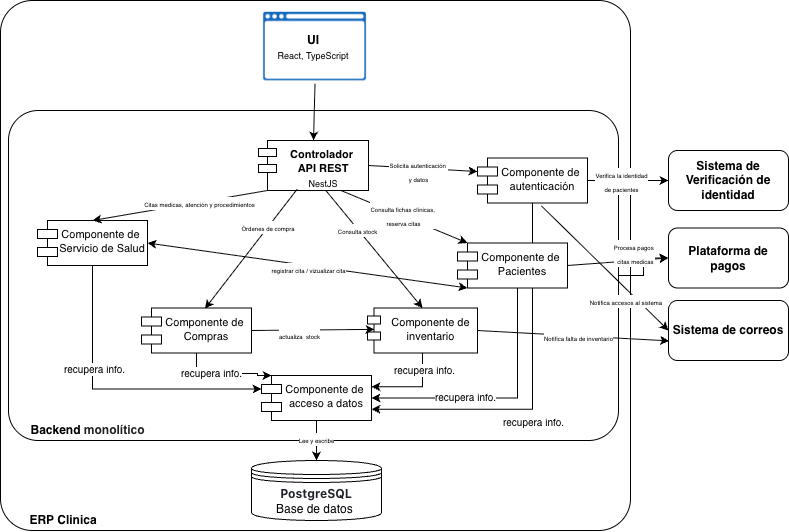 UI
React, TypeScript
Controlador
API REST
NestJS
Solicita autenticación
y datos
Componente de
autenticación
Verifica la identidad
de pacientes
Sistema de
Verificación de
identidad
Citas medicas, atención y procedimientos
Consulta fichas clínicas,
reserva citas
Órdenes de compra
Consulta stock
Componente de
Servicio de Salud
Componente de
Pacientes
Procesa pagos
citas medicas
Plataforma de
pagos
registrar cita / vizualizar cita
Notifica accesos al sistema
Componente de
Compras
actualiza stock
Componente de
inventario
Notifica falta de inventario
Sistema de correos
recupera info.
recupera info.
recupera info.
Componente de
acceso a datos
recupera info.
recupera info.
Backend monolítico
Lee y escribe
PostgreSQL
Base de datos
ERP Clinica